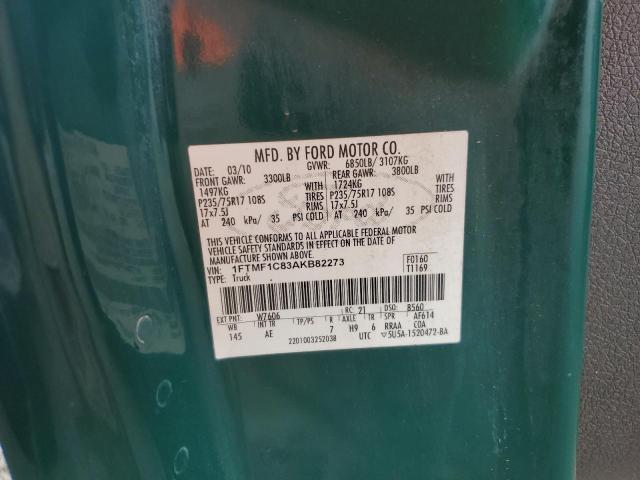 MFD. BY FORD MOTOR CO.
DATE: 03/10 GVWR: 6850LB/ 3107KG
FRONT GAWR: 3300LB REAR GAWR: 3800LB
1497KG WITH 1724KG WITH
P235/75R17 108S TIRES P235/75R17 108S TIRES
17x7.5J RIMS 17x7.5J RIMS
AT 240 kPa/ 35 PSI COLD AT 240 kPa/ 35 PSI COLD
THIS VEHICLE CONFORMS TO ALL APPLICABLE FEDERAL MOTOR
VEHICLE SAFETY STANDARDS IN EFFECT ON THE DATE OF
MANUFACTURE SHOWN ABOVE.
VIN: 1FTMF1C83AKB82273 F0160
TYPE: Truck T1169
EXT PNT: W7606 RC: 21 DSO: 8560
WB INT TR TP/PS R AXLE TR SPR AF614
145 AE 7 H9 6 RRAA COA
2201003252038 UTC ▽5U5A-1520472-BA